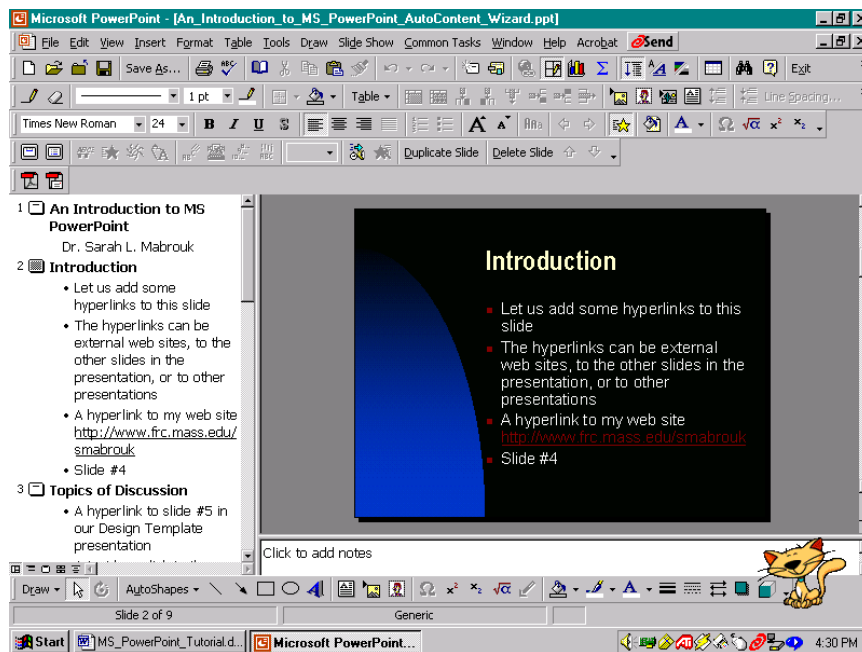 Microsoft PowerPoint - [An_Introduction_to_MS_PowerPoint_AutoContent_Wizard.ppt]
File Edit View Insert Format Table Tools Draw Slide Show Common Tasks Window Help Acrobat eSend
Save As... ABC Exit
1 pt Table Line Spacing...
Times New Roman 24 B I U S A A A Ω √α x² x₂
Duplicate Slide Delete Slide
1 An Introduction to MS
PowerPoint
Dr. Sarah L. Mabrouk
2 Introduction
• Let us add some
hyperlinks to this slide
• The hyperlinks can be
external web sites, to the
other slides in the
presentation, or to other
presentations
• A hyperlink to my web site
http://www.frc.mass.edu/
smabrouk
• Slide #4
3 Topics of Discussion
• A hyperlink to slide #5 in
our Design Template
presentation
Introduction
Let us add some hyperlinks to this
slide
The hyperlinks can be external
web sites, to the other slides in the
presentation, or to other
presentations
A hyperlink to my web site
http://www.frc.mass.edu/smabrouk
Slide #4
Click to add notes
Draw AutoShapes Ω x² x₂ √α A
Slide 2 of 9 Generic
Start MS_PowerPoint_Tutorial.d... Microsoft PowerPoint... 4:30 PM